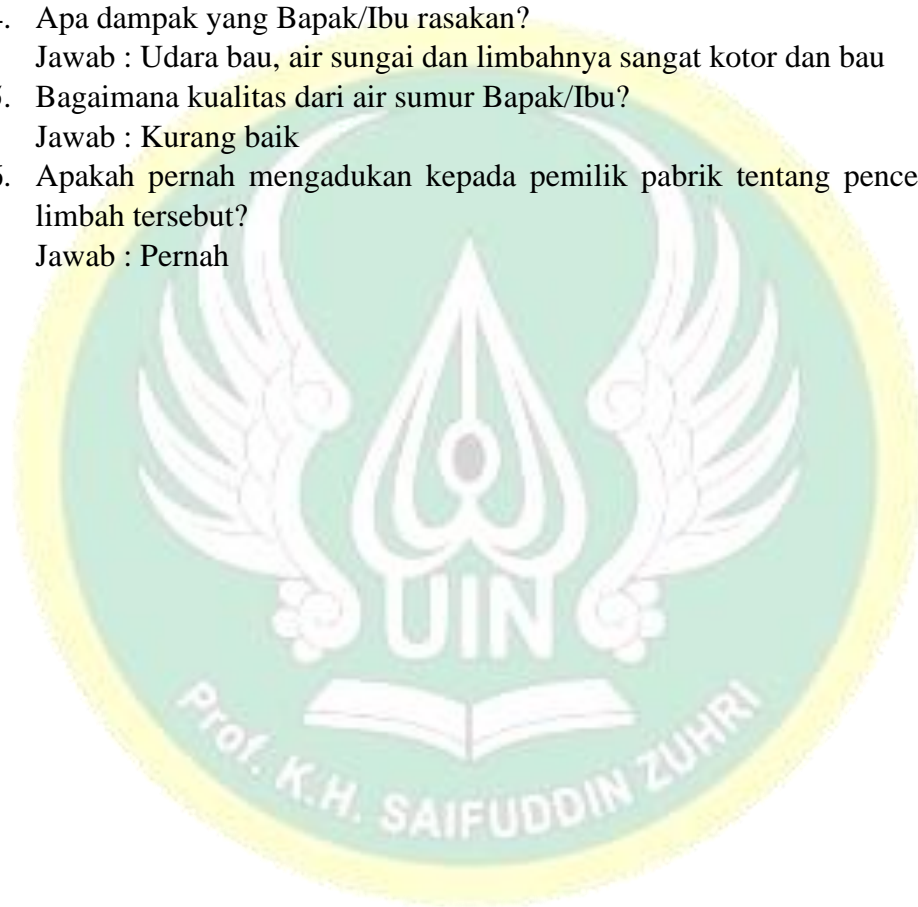 . Apa dampak yang Bapak/Ibu rasakan?
Jawab : Udara bau, air sungai dan limbahnya sangat kotor dan bau
. Bagaimana kualitas dari air sumur Bapak/Ibu?
Jawab : Kurang baik
. Apakah pernah mengadukan kepada pemilik pabrik tentang pence
limbah tersebut?
Jawab : Pernah
UIN
Prof. K.H. SAIFUDDIN ZUHRI